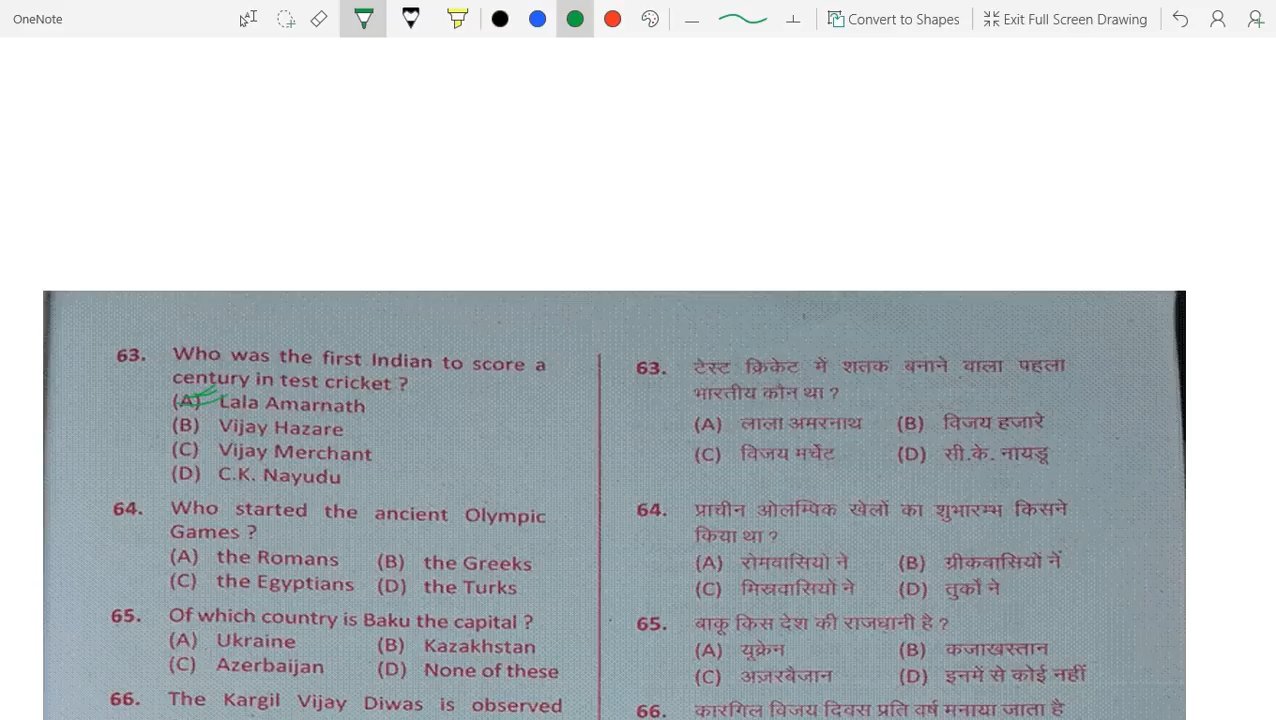 OneNote
Convert to Shapes
Exit Full Screen Drawing
63. Who was the first Indian to score a
century in test cricket ?
(A) Lala Amarnath
(B) Vijay Hazare
(C) Vijay Merchant
(D) C.K. Nayudu
64. Who started the ancient Olympic
Games ?
(A) the Romans (B) the Greeks
(C) the Egyptians (D) the Turks
65. Of which country is Baku the capital ?
(A) Ukraine (B) Kazakhstan
(C) Azerbaijan (D) None of these
66. The Kargil Vijay Diwas is observed
63. टेस्ट क्रिकेट में शतक बनाने वाला पहला
भारतीय कौन था ?
(A) लाला अमरनाथ (B) विजय हजारे
(C) विजय मर्चेंट (D) सी.के. नायडू
64. प्राचीन ओलम्पिक खेलों का शुभारम्भ किसने
किया था ?
(A) रोमवासियो ने (B) ग्रीकवासियों नें
(C) मिस्रवासियों ने (D) तुर्कों ने
65. बाकू किस देश की राजधानी है ?
(A) यूक्रेन (B) कजाखस्तान
(C) अज़रबैजान (D) इनमें से कोई नहीं
66. कारगिल विजय दिवस प्रति वर्ष मनाया जाता है